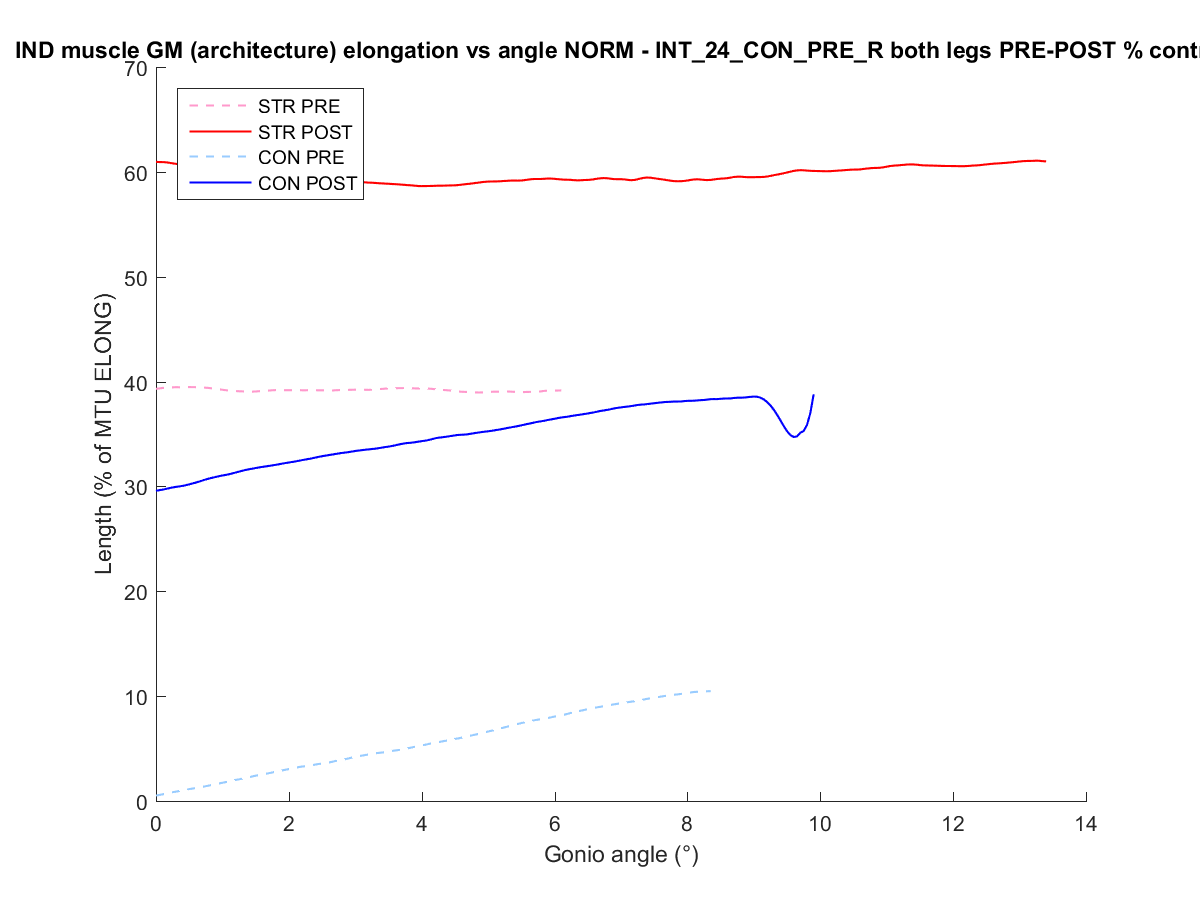 IND muscle GM (architecture) elongation vs angle NORM - INT_24_CON_PRE_R both legs PRE-POST % contr
70
60
50
40
30
20
10
0
STR PRE
STR POST
CON PRE
CON POST
Length (% of MTU ELONG)
0 2 4 6 8 10 12 14
Gonio angle (°)